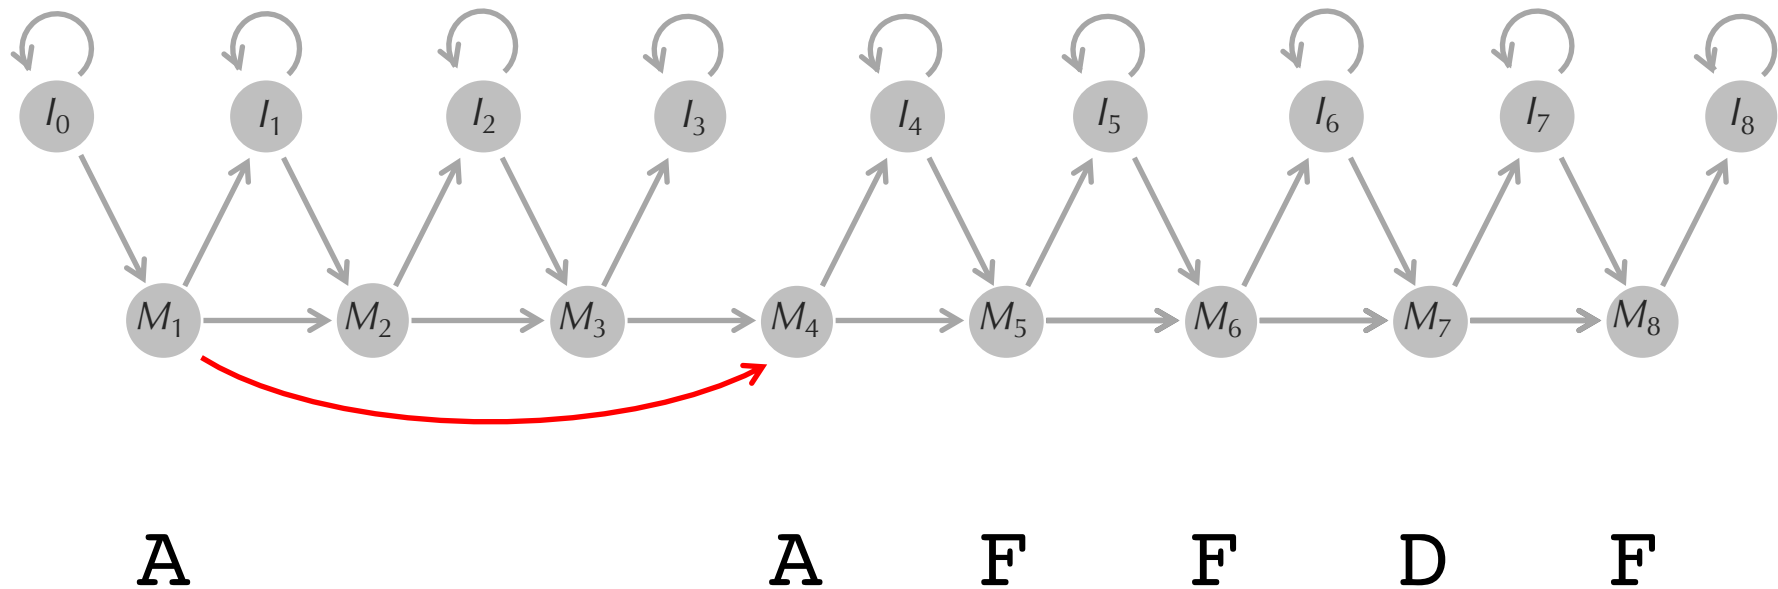 I0 I1 I2 I3 I4 I5 I6 I7 I8
M1 M2 M3 M4 M5 M6 M7 M8
A A F F D F